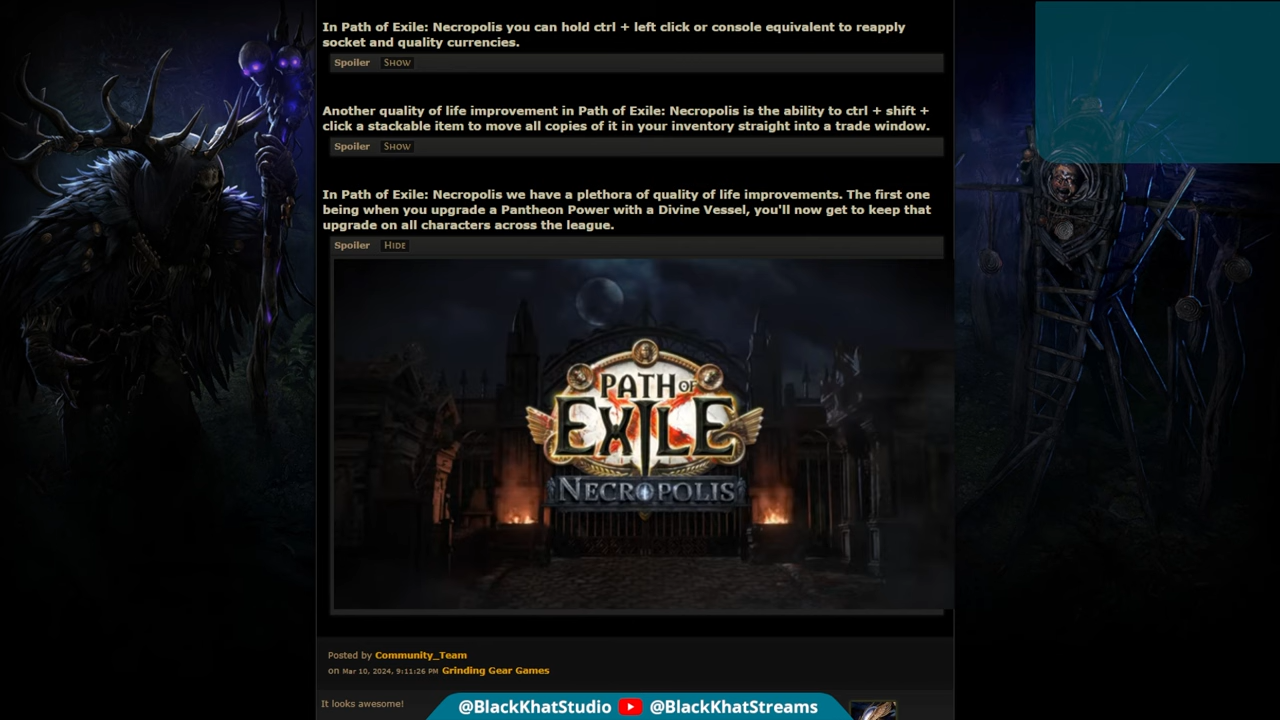 In Path of Exile: Necropolis you can hold ctrl + left click or console equivalent to reapply
socket and quality currencies.
Spoiler Show
Another quality of life improvement in Path of Exile: Necropolis is the ability to ctrl + shift +
click a stackable item to move all copies of it in your inventory straight into a trade window.
Spoiler Show
In Path of Exile: Necropolis we have a plethora of quality of life improvements. The first one
being when you upgrade a Pantheon Power with a Divine Vessel, you'll now get to keep that
upgrade on all characters across the league.
Spoiler Hide
PATH OF
EXILE
NECROPOLIS
Posted by Community_Team
on Mar 10, 2024, 9:11:26 PM Grinding Gear Games
It looks awesome!
@BlackKhatStudio @BlackKhatStreams